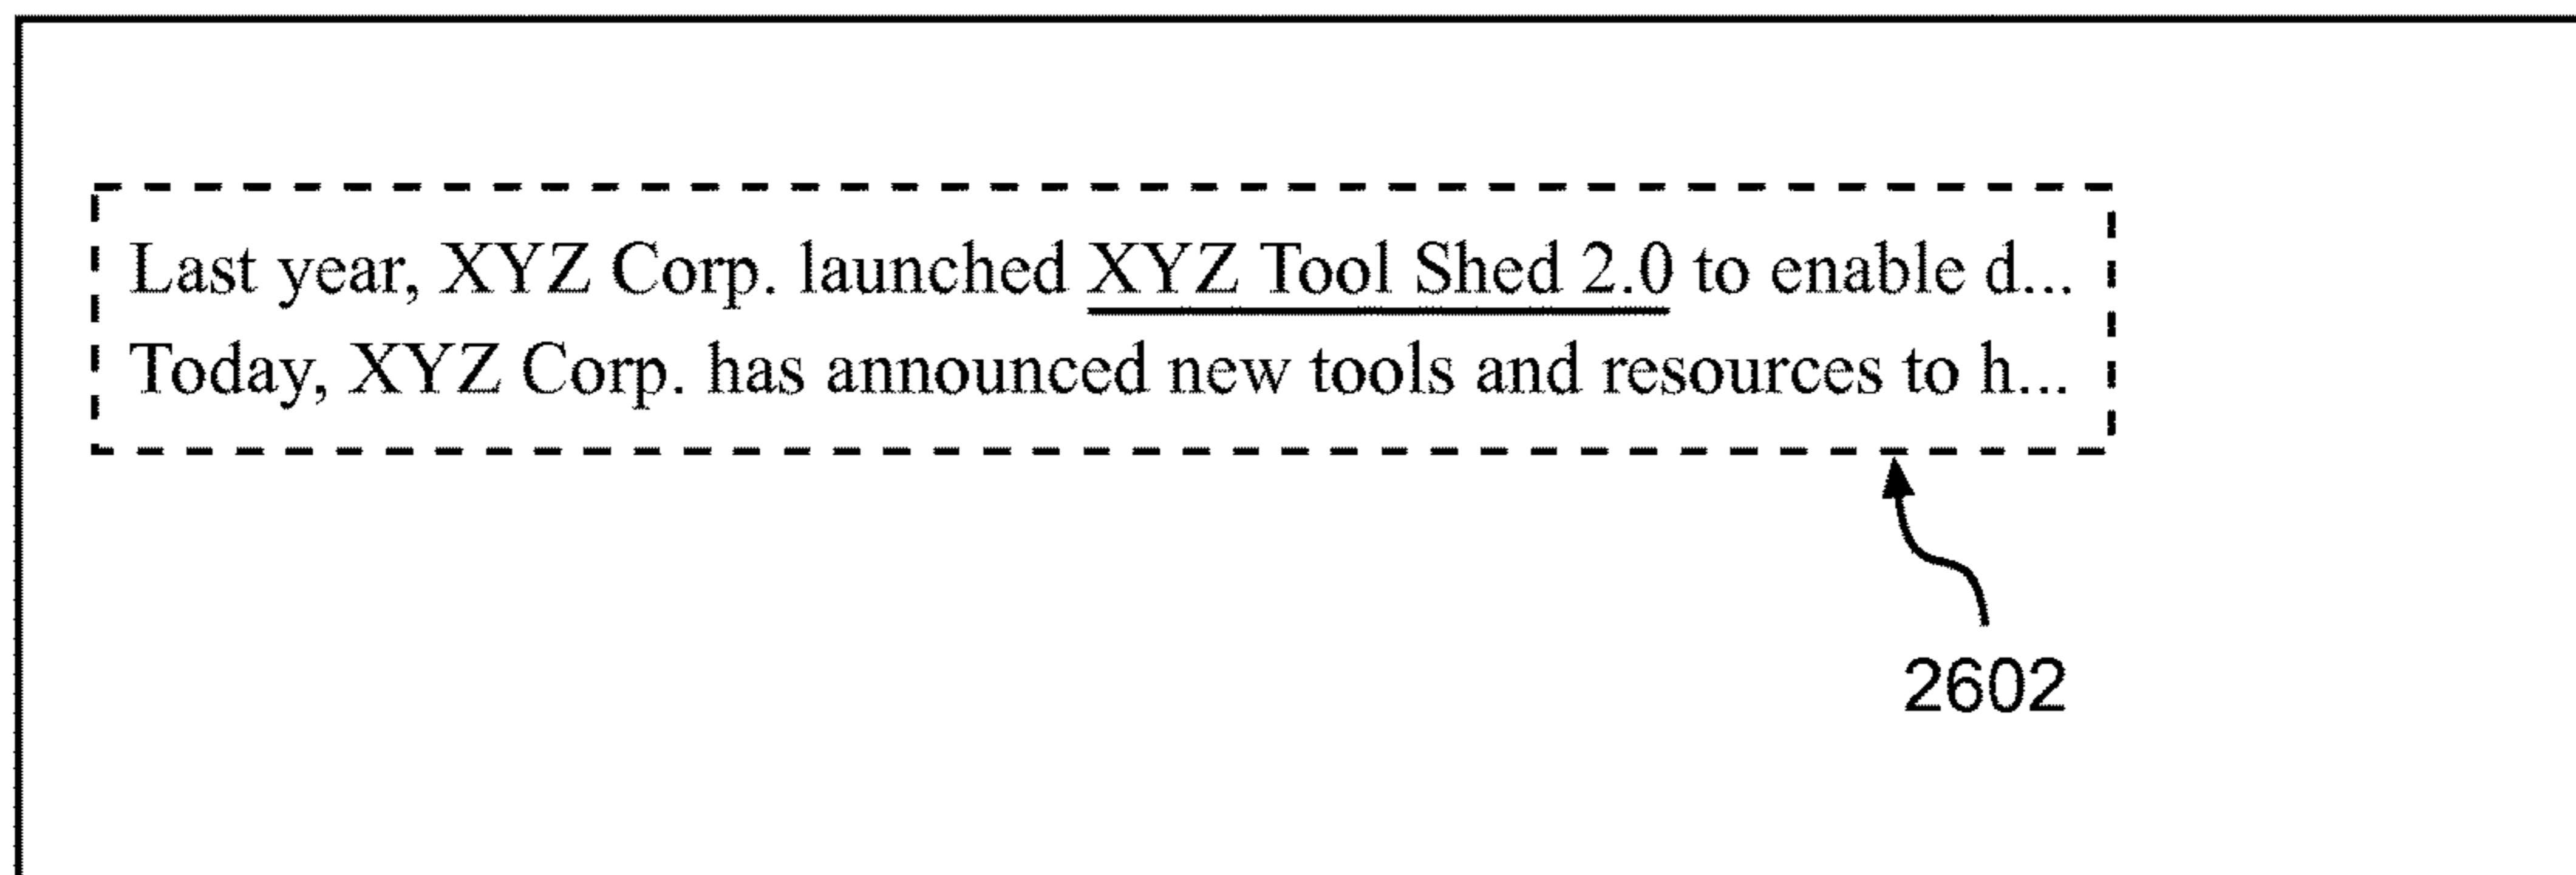 Last year, XYZ Corp. launched XYZ Tool Shed 2.0 to enable d...
Today, XYZ Corp. has announced new tools and resources to h...
2602